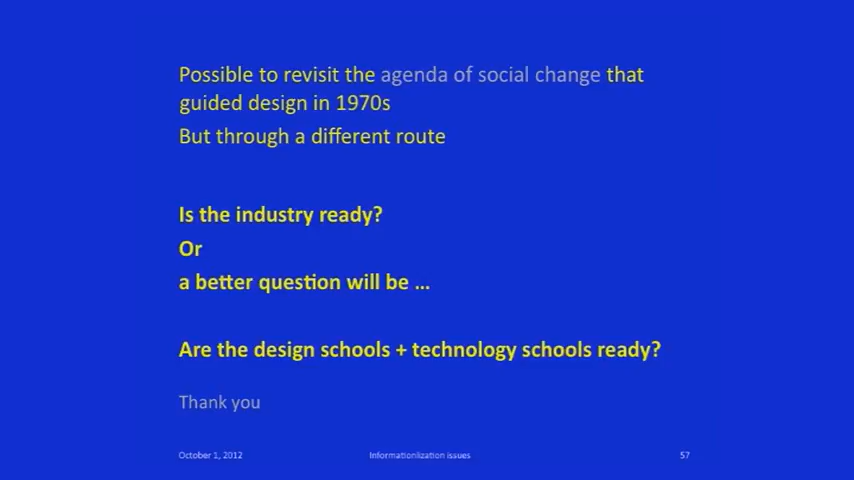 Possible to revisit the agenda of social change that
guided design in 1970s
But through a different route
Is the industry ready?
Or
a better question will be ...
Are the design schools + technology schools ready?
Thank you
October 1, 2012
Informationlization issues
57